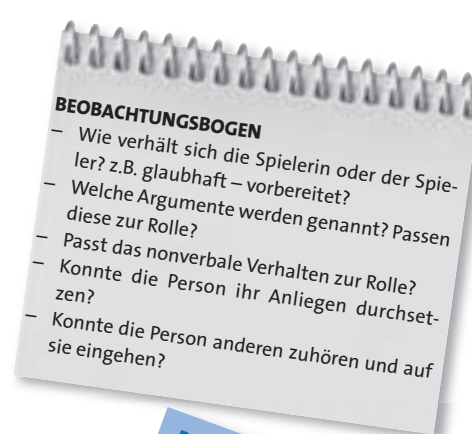 BEOBACHTUNGSBOGEN
– Wie verhält sich die Spielerin oder der Spie-
ler? z.B. glaubhaft – vorbereitet?
– Welche Argumente werden genannt? Passen
diese zur Rolle?
– Passt das nonverbale Verhalten zur Rolle?
– Konnte die Person ihr Anliegen durchset-
zen?
– Konnte die Person anderen zuhören und auf
sie eingehen?